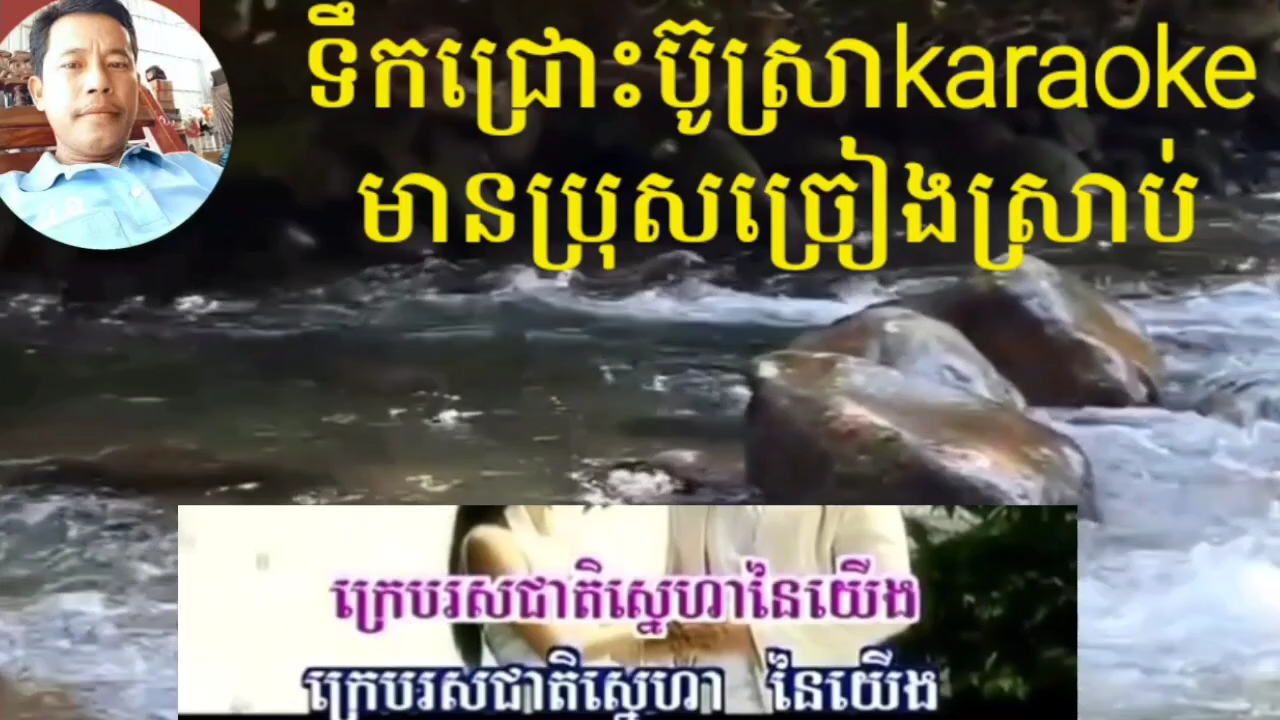 ទឹកជ្រោះប៊ូស្រាkaraoke
មានប្រុសច្រៀងស្រាប់
ក្រេបរសជាតិស្នេហានៃយើង
ក្រេបរសជាតិស្នេហា នៃយើង